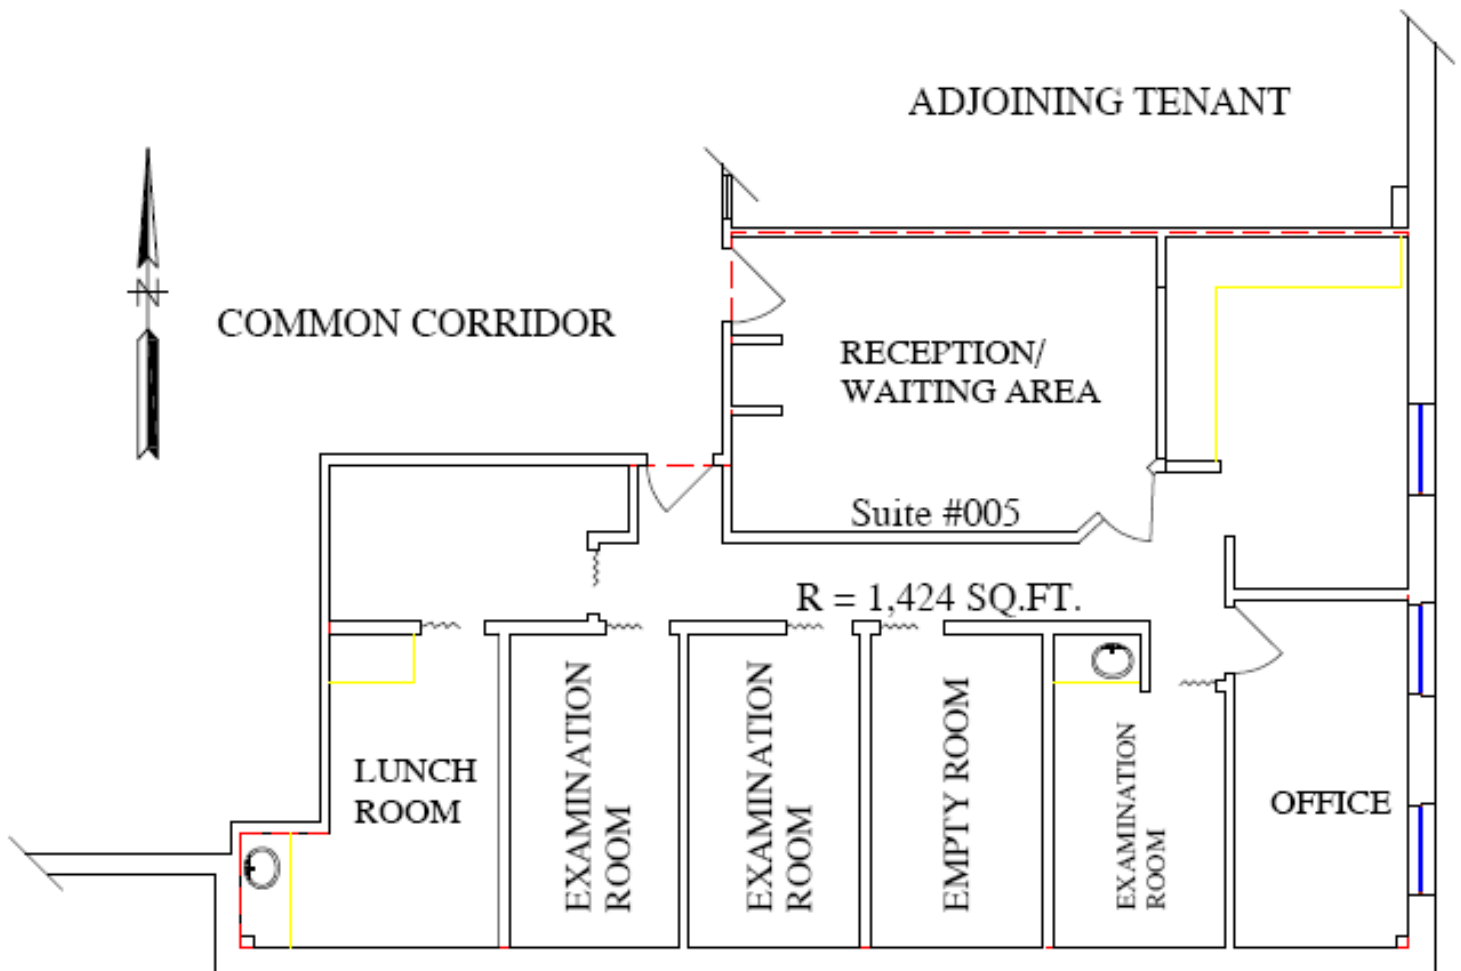 ADJOINING TENANT
N
COMMON CORRIDOR
RECEPTION/
WAITING AREA
Suite #005
R = 1,424 SQ.FT.
LUNCH
ROOM
EXAMINATION
ROOM
EXAMINATION
ROOM
EMPTY ROOM
EXAMINATION
ROOM
OFFICE